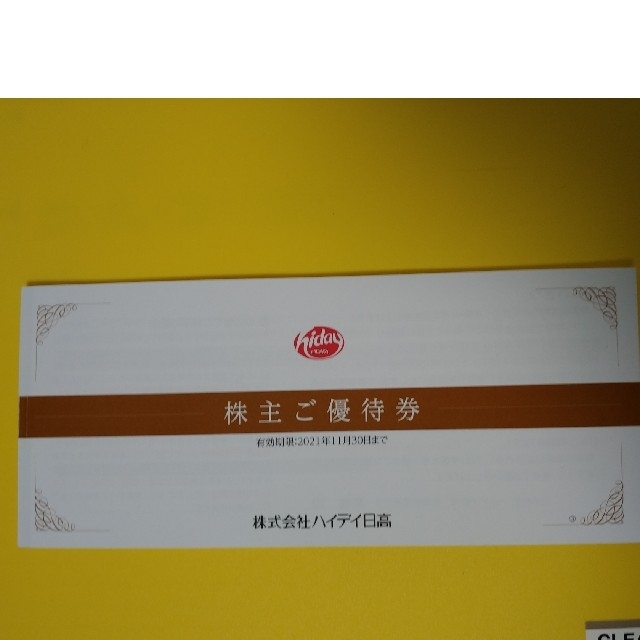 hiday
株主ご優待券
有効期限:2021年11月30日まで
株式会社ハイデイ日高